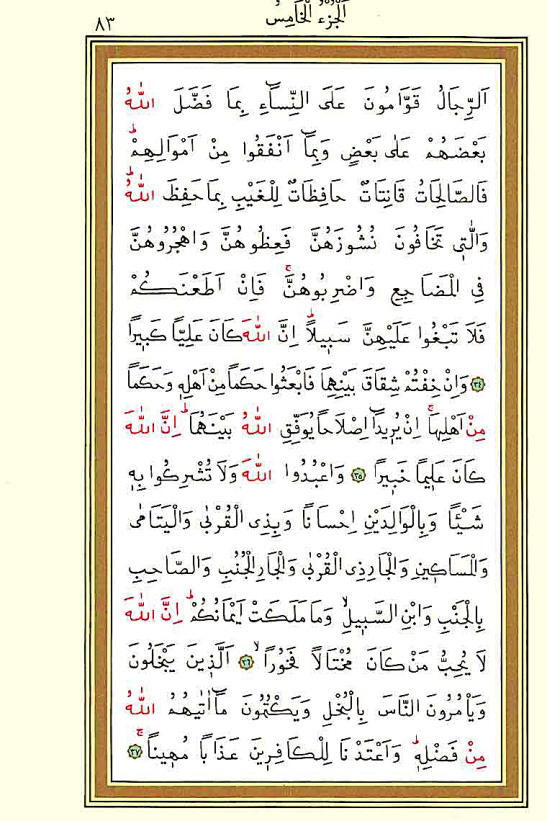 اَلْجُزْءُ الْخَامِسُ
٨٣
اَلرِّجَالُ قَوَّامُونَ عَلَى النِّسَٓاءِ بِمَا فَضَّلَ اللّٰهُ
بَعْضَهُمْ عَلٰى بَعْضٍ وَبِمَٓا اَنْفَقُوا مِنْ اَمْوَالِهِمْۜ
فَالصَّالِحَاتُ قَانِتَاتٌ حَافِظَاتٌ لِلْغَيْبِ بِمَا حَفِظَ اللّٰهُۜ
وَالّٰت۪ي تَخَافُونَ نُشُوزَهُنَّ فَعِظُوهُنَّ وَاهْجُرُوهُنَّ
فِي الْمَضَاجِعِ وَاضْرِبُوهُنَّۚ فَاِنْ اَطَعْنَكُمْ
فَلَا تَبْغُوا عَلَيْهِنَّ سَب۪يلًاۜ اِنَّ اللّٰهَ كَانَ عَلِيًّا كَب۪يرًا
﴿٣٤﴾ وَاِنْ خِفْتُمْ شِقَاقَ بَيْنِهِمَا فَابْعَثُوا حَكَمًا مِنْ اَهْلِه۪ وَحَكَمًا
مِنْ اَهْلِهَاۚ اِنْ يُر۪يدَٓا اِصْلَاحًا يُوَفِّقِ اللّٰهُ بَيْنَهُمَاۜ اِنَّ اللّٰهَ
كَانَ عَل۪يمًا خَب۪يرًا ﴿٣٥﴾ وَاعْبُدُوا اللّٰهَ وَلَا تُشْرِكُوا بِه۪
شَيْـًٔا وَبِالْوَالِدَيْنِ اِحْسَانًا وَبِذِي الْقُرْبٰى وَالْيَتَامٰى
وَالْمَسَاك۪ينِ وَالْجَارِ ذِي الْقُرْبٰى وَالْجَارِ الْجُنُبِ وَالصَّاحِبِ
بِالْجَنْبِ وَابْنِ السَّب۪يلِۙ وَمَا مَلَكَتْ اَيْمَانُكُمْۜ اِنَّ اللّٰهَ
لَا يُحِبُّ مَنْ كَانَ مُخْتَالًا فَخُورًاۙ ﴿٣٦﴾ اَلَّذ۪ينَ يَبْخَلُونَ
وَيَأْمُرُونَ النَّاسَ بِالْبُخْلِ وَيَكْتُمُونَ مَٓا اٰتٰيهُمُ اللّٰهُ
مِنْ فَضْلِه۪ۜ وَاَعْتَدْنَا لِلْكَافِر۪ينَ عَذَابًا مُه۪ينًاۚ ﴿٣٧﴾